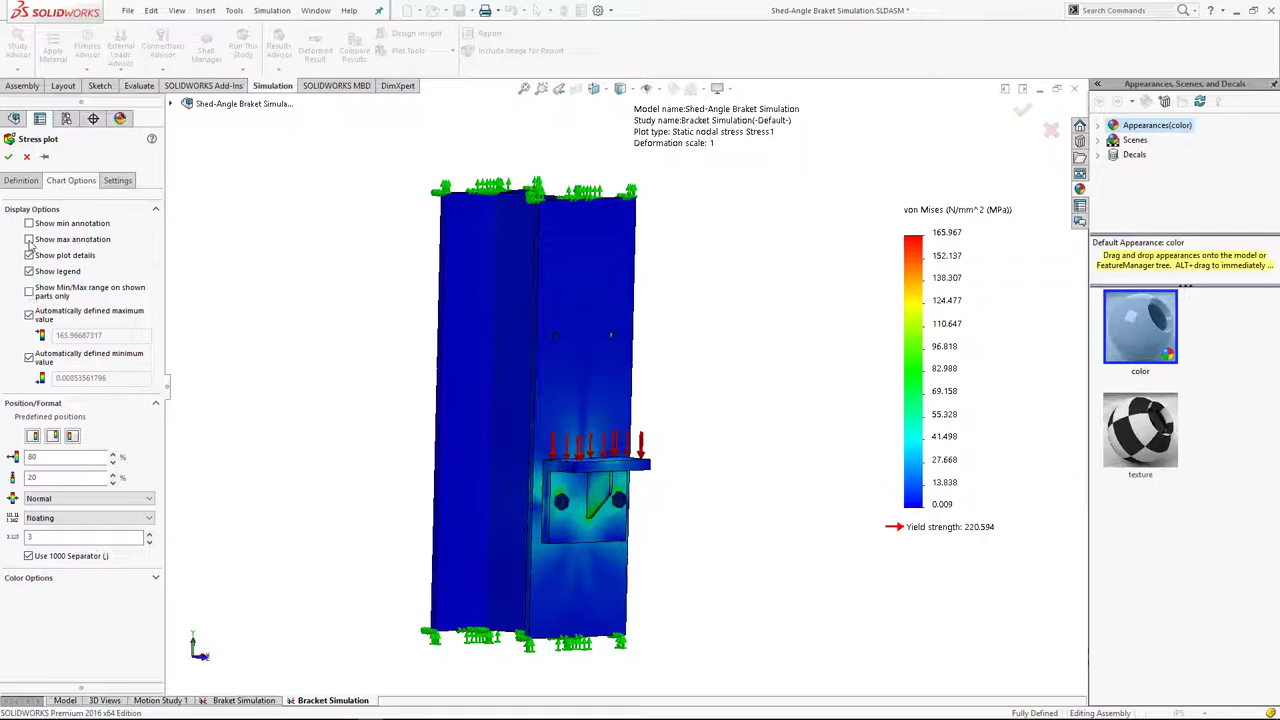 SOLIDWORKS
File Edit View Insert Tools Simulation Window Help
Shed-Angle Braket Simulation.SLDASM *
Search Commands
Study Advisor
Apply Material
Fixtures Advisor
External Loads Advisor
Connections Advisor
Shell Manager
Run This Study
Results Advisor
Deformed Result
Compare Results
Design Insight
Plot Tools
Report
Include Image for Report
Assembly Layout Sketch Evaluate SOLIDWORKS Add-Ins Simulation SOLIDWORKS MBD DimXpert
Shed-Angle Braket Simula...
Model name:Shed-Angle Braket Simulation
Study name:Bracket Simulation(-Default-)
Plot type: Static nodal stress Stress1
Deformation scale: 1
Stress plot
Definition Chart Options Settings
Display Options
Show min annotation
Show max annotation
Show plot details
Show legend
Show Min/Max range on shown
parts only
Automatically defined maximum
value
165.96687317
Automatically defined minimum
value
0.00853561796
Position/Format
Predefined positions
80 %
20 %
Normal
floating
3
Use 1000 Separator (,)
Color Options
von Mises (N/mm^2 (MPa))
165.967
152.137
138.307
124.477
110.647
96.818
82.988
69.158
55.328
41.498
27.668
13.838
0.009
Yield strength: 220.594
Appearances, Scenes, and Decals
Appearances(color)
Scenes
Decals
Default Appearance: color
Drag and drop appearances onto the model or
FeatureManager tree. ALT+drag to immediately ...
color
texture
Model 3D Views Motion Study 1 Braket Simulation Bracket Simulation
SOLIDWORKS Premium 2016 x64 Edition
Fully Defined Editing Assembly IPS